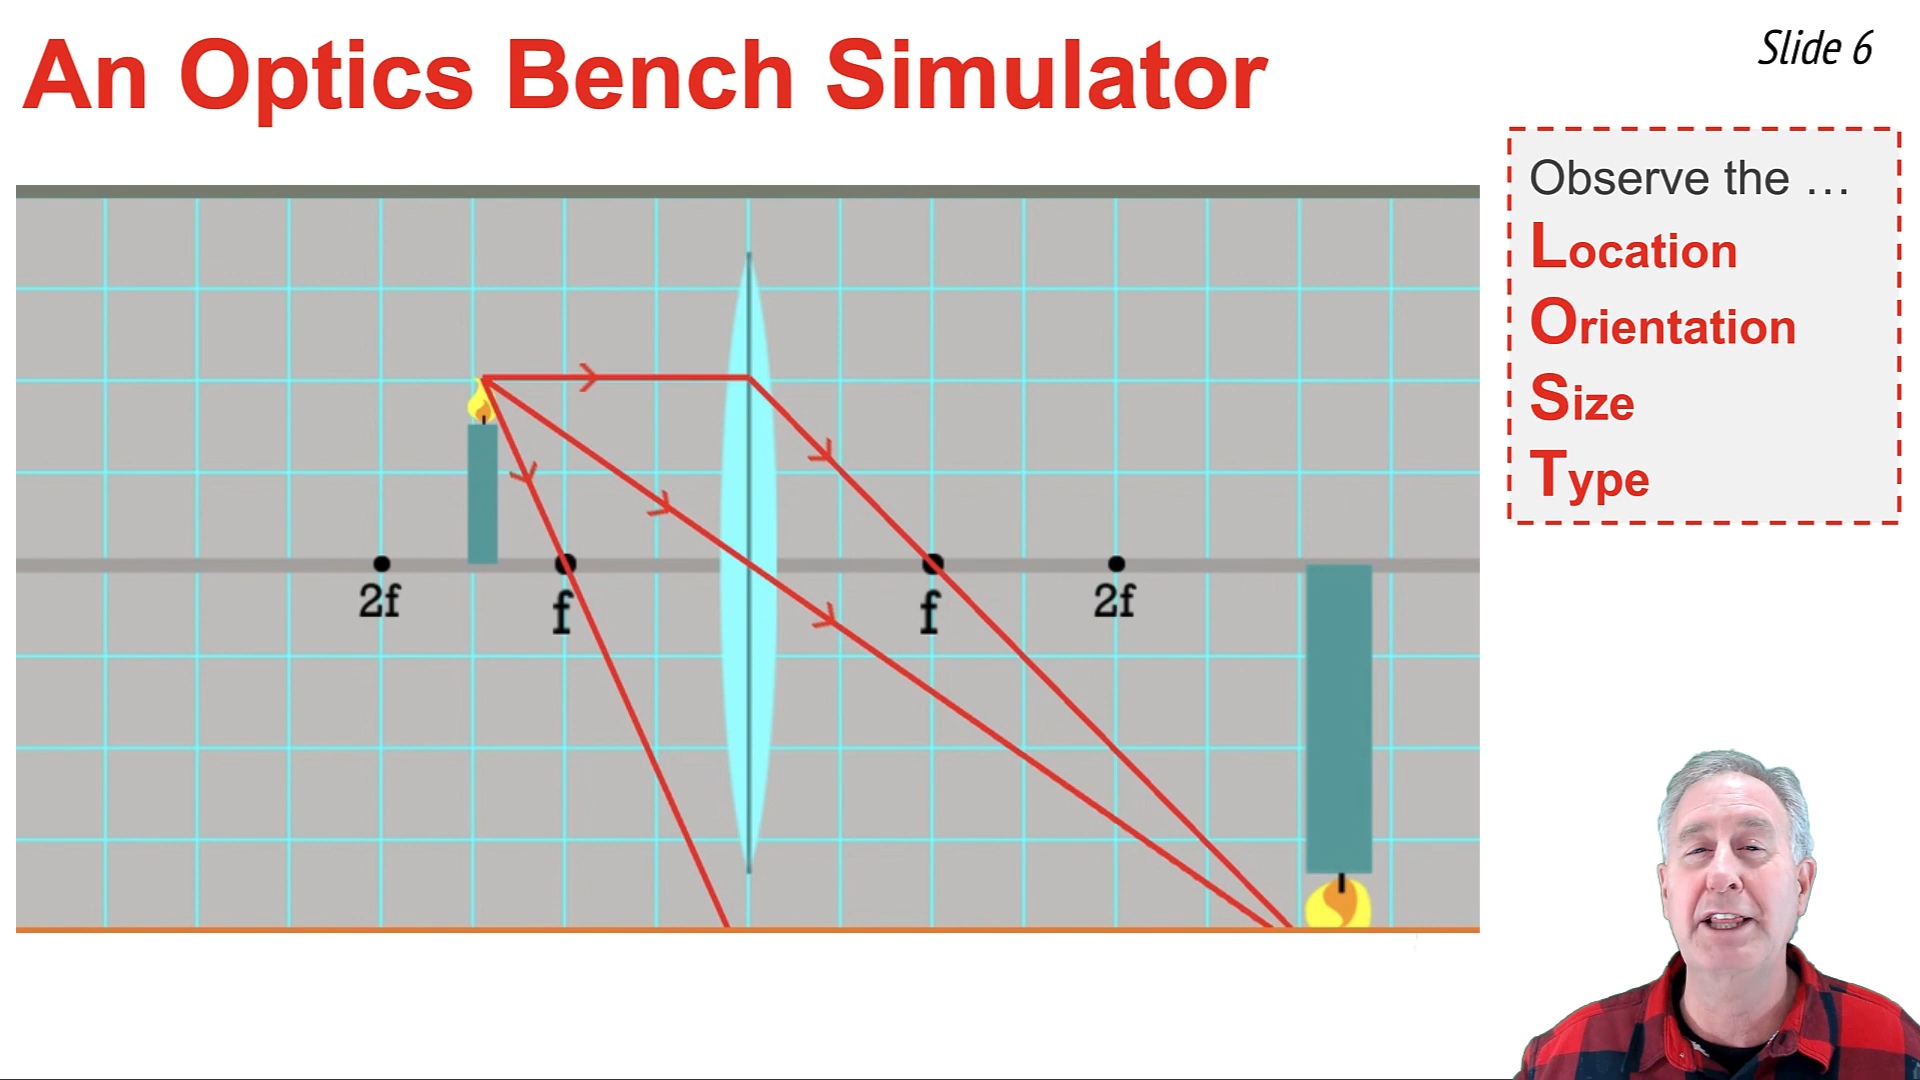 An Optics Bench Simulator
Slide 6
Observe the …
Location
Orientation
Size
Type
2f
f
f
2f